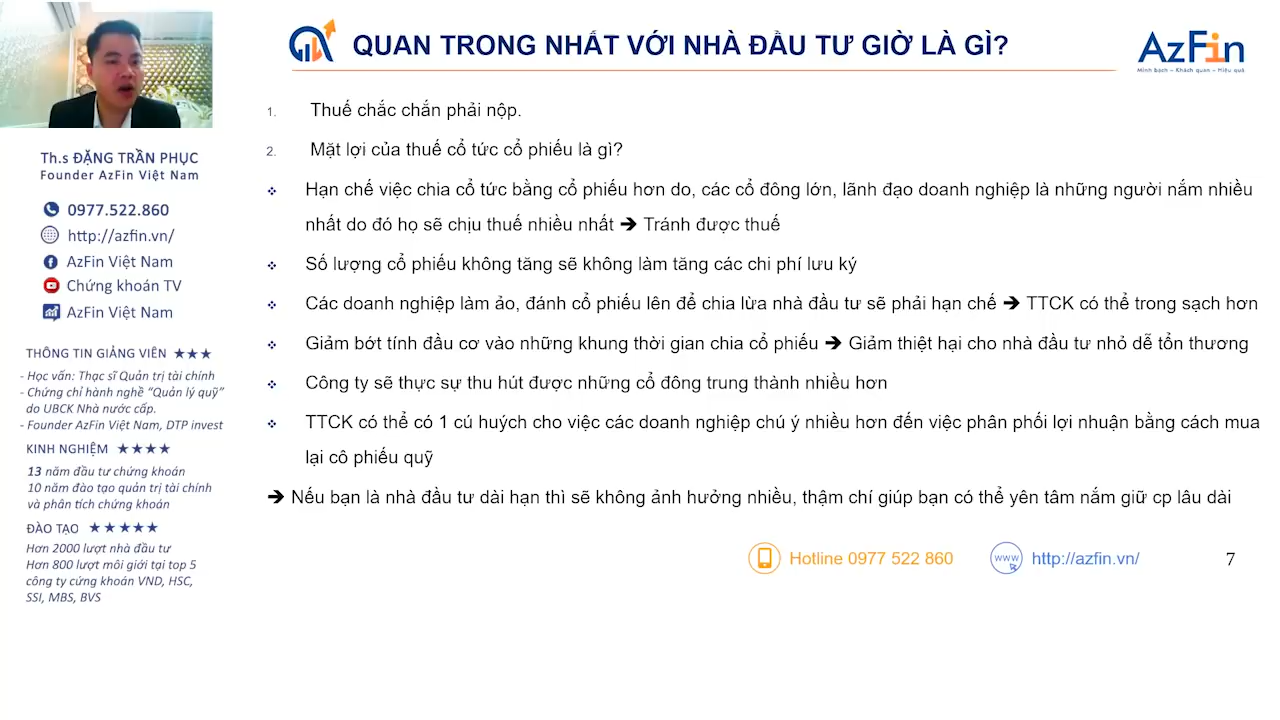 QUAN TRONG NHẤT VỚI NHÀ ĐẦU TƯ GIỜ LÀ GÌ?
AzFin
Minh bạch – Khách quan – Hiệu quả
1. Thuế chắc chắn phải nộp.
2. Mặt lợi của thuế cổ tức cổ phiếu là gì?
❖ Hạn chế việc chia cổ tức bằng cổ phiếu hơn do, các cổ đông lớn, lãnh đạo doanh nghiệp là những người nắm nhiều
nhất do đó họ sẽ chịu thuế nhiều nhất ➔ Tránh được thuế
❖ Số lượng cổ phiếu không tăng sẽ không làm tăng các chi phí lưu ký
❖ Các doanh nghiệp làm ảo, đánh cổ phiếu lên để chia lừa nhà đầu tư sẽ phải hạn chế ➔ TTCK có thể trong sạch hơn
❖ Giảm bớt tính đầu cơ vào những khung thời gian chia cổ phiếu ➔ Giảm thiệt hại cho nhà đầu tư nhỏ dễ tổn thương
❖ Công ty sẽ thực sự thu hút được những cổ đông trung thành nhiều hơn
❖ TTCK có thể có 1 cú huých cho việc các doanh nghiệp chú ý nhiều hơn đến việc phân phối lợi nhuận bằng cách mua
lại cô phiếu quỹ
➔ Nếu bạn là nhà đầu tư dài hạn thì sẽ không ảnh hưởng nhiều, thậm chí giúp bạn có thể yên tâm nắm giữ cp lâu dài
Hotline 0977 522 860
www
http://azfin.vn/
7
Th.s ĐẶNG TRẦN PHỤC
Founder AzFin Việt Nam
0977.522.860
http://azfin.vn/
AzFin Việt Nam
Chứng khoán TV
AzFin Việt Nam
THÔNG TIN GIẢNG VIÊN ★★★
- Học vấn: Thạc sĩ Quản trị tài chính
- Chứng chỉ hành nghề “Quản lý quỹ”
do UBCK Nhà nước cấp.
- Founder AzFin Việt Nam, DTP invest
KINH NGHIỆM ★★★★
13 năm đầu tư chứng khoán
10 năm đào tạo quản trị tài chính
và phân tích chứng khoán
ĐÀO TẠO ★★★★★
Hơn 2000 lượt nhà đầu tư
Hơn 800 lượt môi giới tại top 5
công ty cứng khoán VND, HSC,
SSI, MBS, BVS